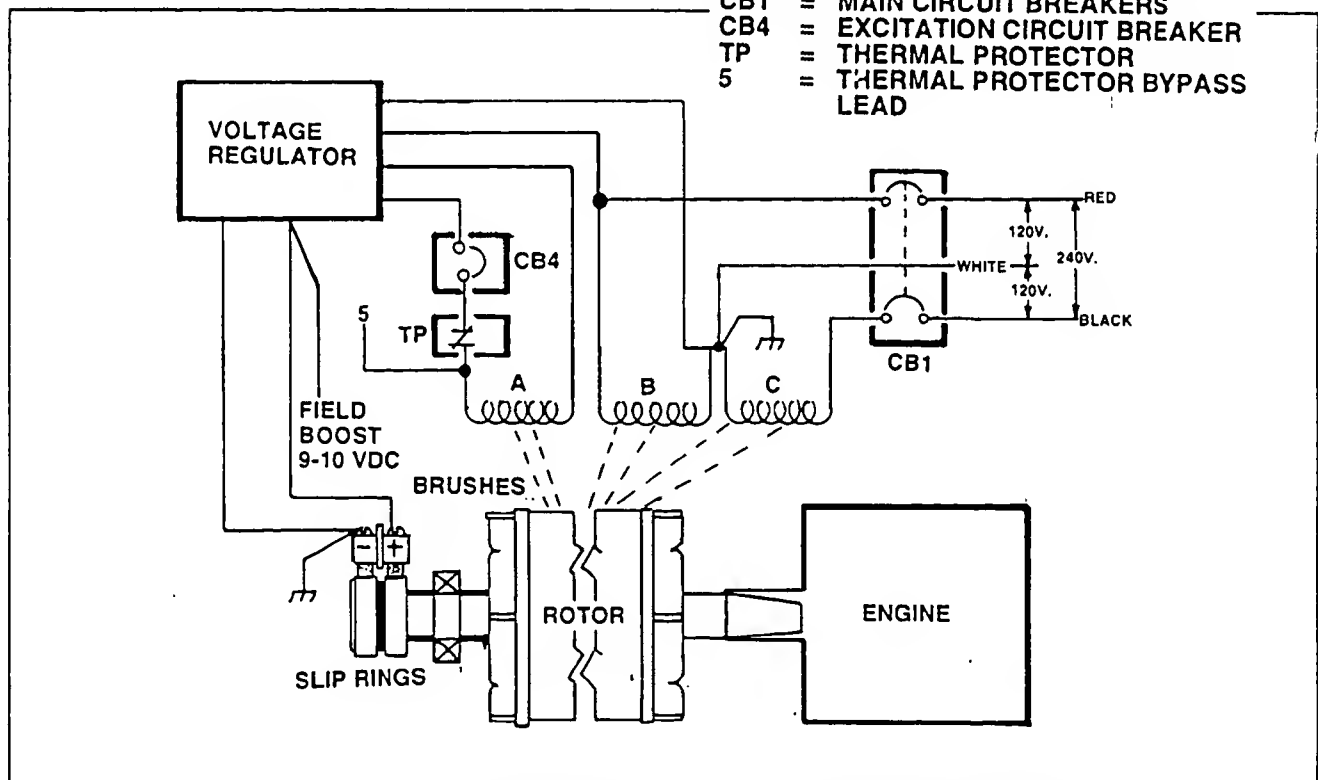 CB1 = MAIN CIRCUIT BREAKERS
CB4 = EXCITATION CIRCUIT BREAKER
TP = THERMAL PROTECTOR
5 = THERMAL PROTECTOR BYPASS
LEAD
VOLTAGE
REGULATOR
CB4
5
TP
RED
120V.
240V.
WHITE
120V.
BLACK
CB1
A
B
C
FIELD
BOOST
9-10 VDC
BRUSHES
- +
ROTOR
ENGINE
SLIP RINGS